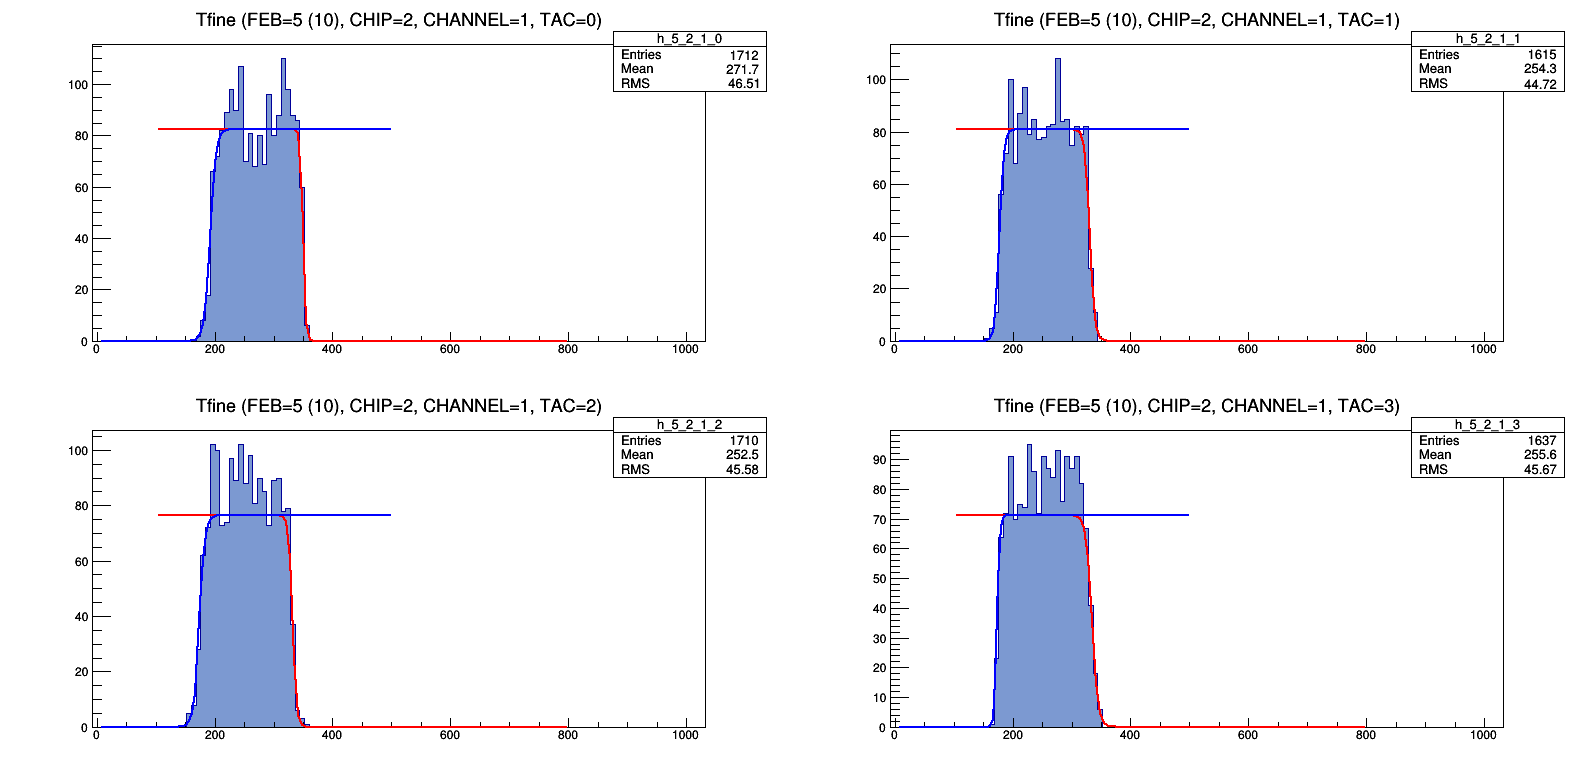 Tfine (FEB=5 (10), CHIP=2, CHANNEL=1, TAC=0)
h_5_2_1_0
Entries 1712
Mean 271.7
RMS 46.51
100
80
60
40
20
0
0 200 400 600 800 1000
Tfine (FEB=5 (10), CHIP=2, CHANNEL=1, TAC=1)
h_5_2_1_1
Entries 1615
Mean 254.3
RMS 44.72
100
80
60
40
20
0
0 200 400 600 800 1000
Tfine (FEB=5 (10), CHIP=2, CHANNEL=1, TAC=2)
h_5_2_1_2
Entries 1710
Mean 252.5
RMS 45.58
100
80
60
40
20
0
0 200 400 600 800 1000
Tfine (FEB=5 (10), CHIP=2, CHANNEL=1, TAC=3)
h_5_2_1_3
Entries 1637
Mean 255.6
RMS 45.67
90
80
70
60
50
40
30
20
10
0
0 200 400 600 800 1000